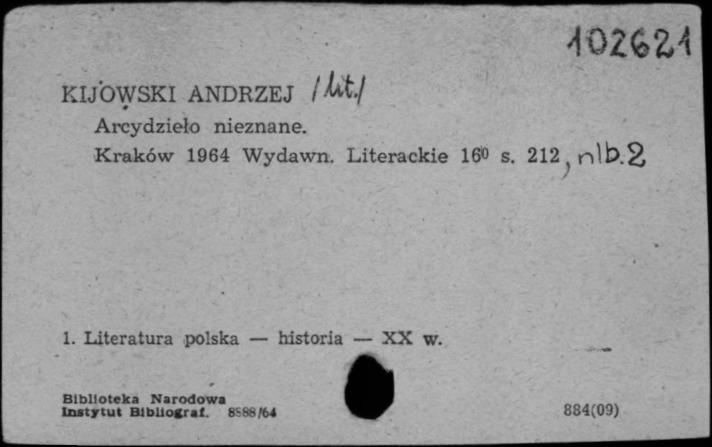 102621
KIJOWSKI ANDRZEJ /lit./
Arcydzieło nieznane.
Kraków 1964 Wydawn. Literackie 16⁰ s. 212, nlb.2
1. Literatura polska — historia — XX w.
Biblioteka Narodowa
Instytut Bibliograf. 8888/64
884(09)